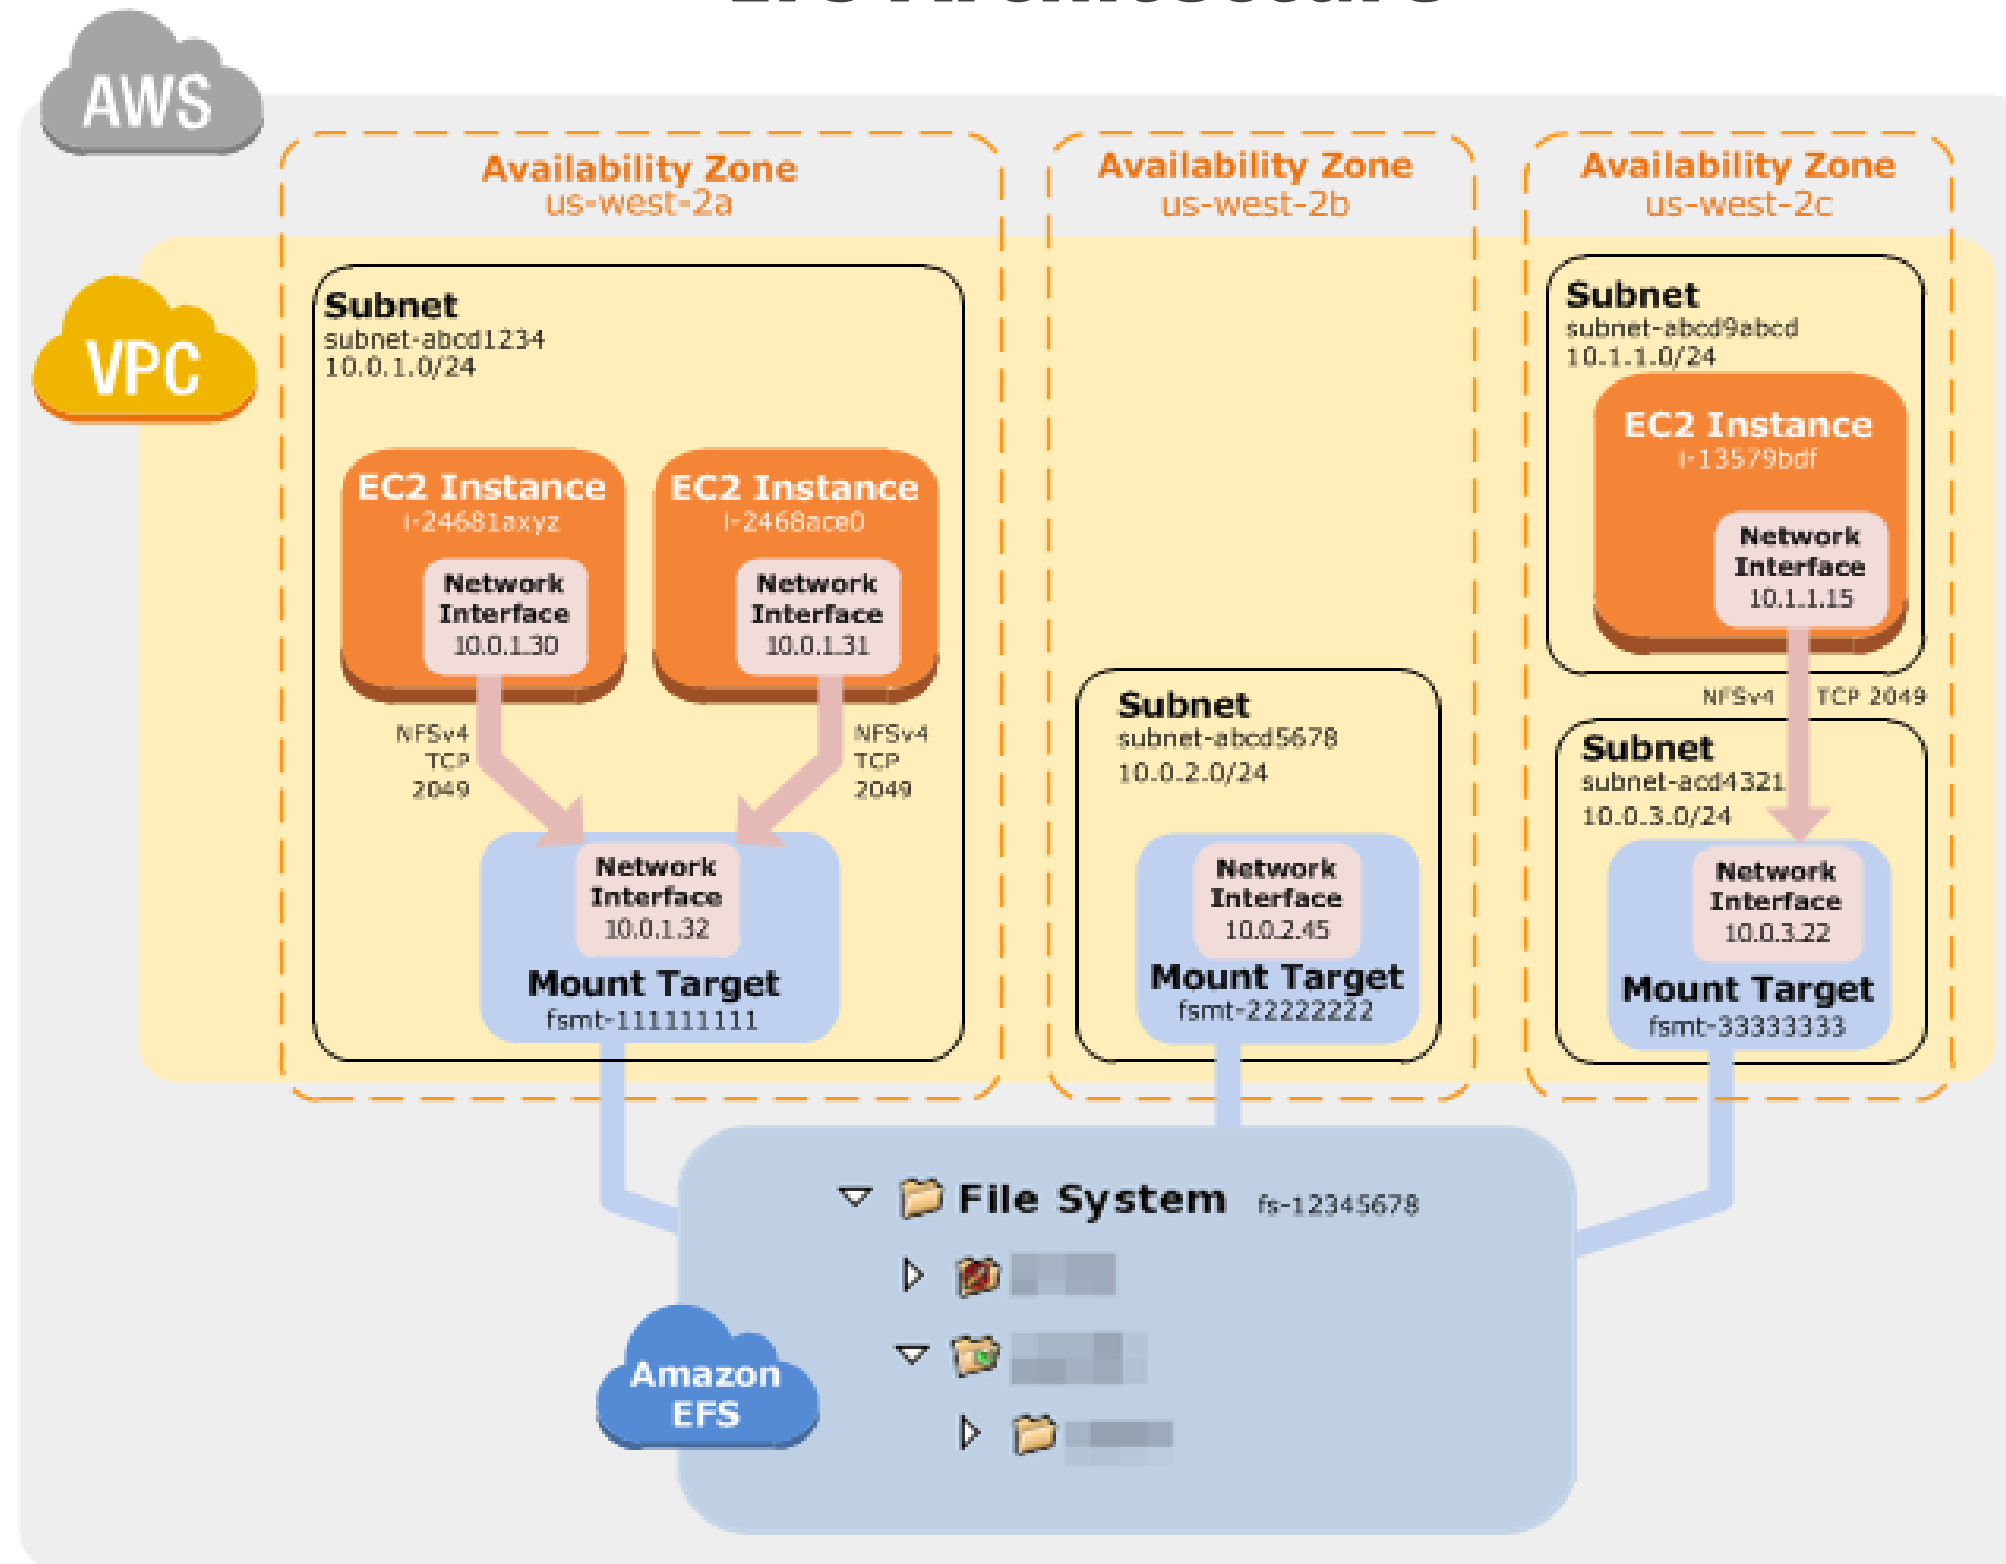 EFS Architecture
AWS
Availability Zone
us-west-2a
Availability Zone
us-west-2b
Availability Zone
us-west-2c
VPC
Subnet
subnet-abcd1234
10.0.1.0/24
EC2 Instance
i-24681axyz
Network
Interface
10.0.1.30
EC2 Instance
i-2468ace0
Network
Interface
10.0.1.31
NFSv4
TCP
2049
NFSv4
TCP
2049
Network
Interface
10.0.1.32
Mount Target
fsmt-111111111
Subnet
subnet-abcd5678
10.0.2.0/24
Network
Interface
10.0.2.45
Mount Target
fsmt-22222222
Subnet
subnet-abcd9abcd
10.1.1.0/24
EC2 Instance
i-13579bdf
Network
Interface
10.1.1.15
NFSv4 TCP 2049
Subnet
subnet-acd4321
10.0.3.0/24
Network
Interface
10.0.3.22
Mount Target
fsmt-33333333
File System fs-12345678
Amazon
EFS